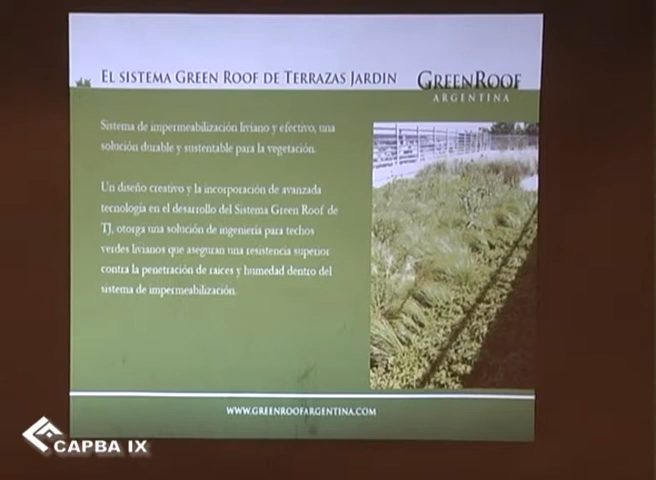 EL SISTEMA GREEN ROOF DE TERRAZAS JARDIN
GREENROOF
ARGENTINA
Sistema de impermeabilización liviano y efectivo, una
solución durable y sustentable para la vegetación.
Un diseño creativo y la incorporación de avanzada
tecnología en el desarrollo del Sistema Green Roof de
TJ, otorga una solución de ingeniería para techos
verdes livianos que aseguran una resistencia superior
contra la penetración de raíces y humedad dentro del
sistema de impermeabilización.
WWW.GREENROOFARGENTINA.COM
CAPBA IX